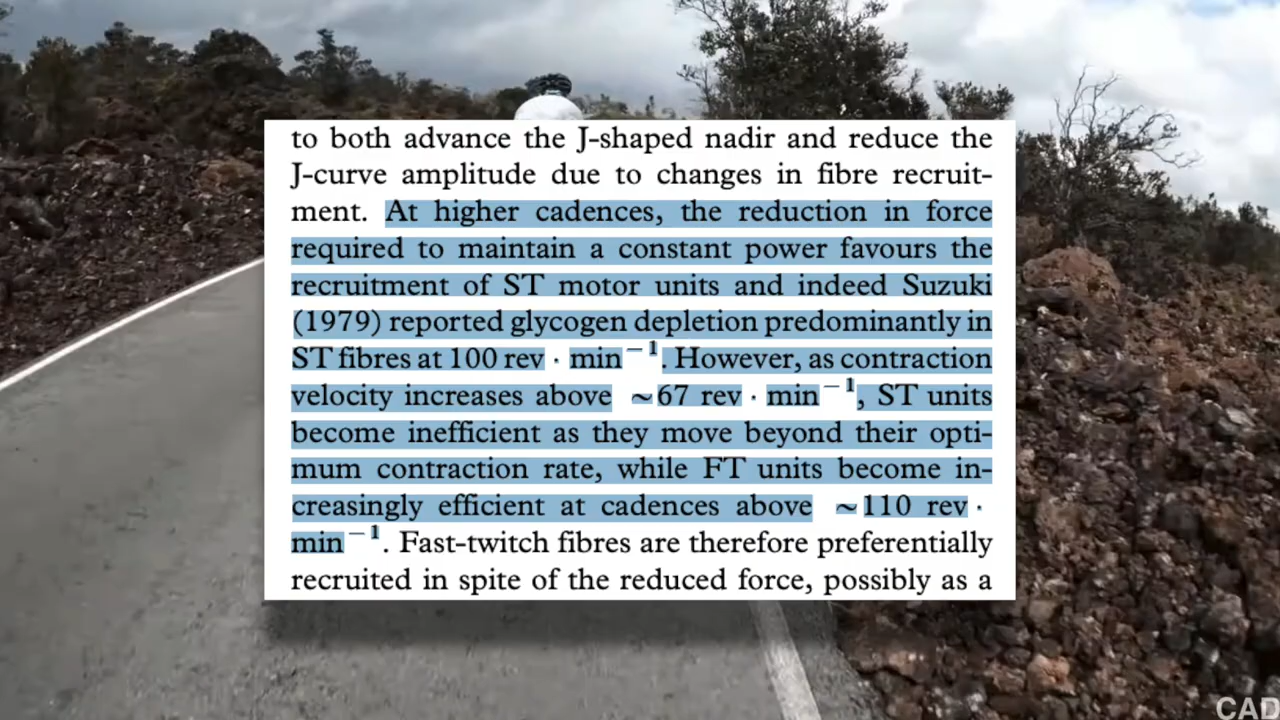 to both advance the J-shaped nadir and reduce the
J-curve amplitude due to changes in fibre recruit-
ment. At higher cadences, the reduction in force
required to maintain a constant power favours the
recruitment of ST motor units and indeed Suzuki
(1979) reported glycogen depletion predominantly in
ST fibres at 100 rev · min⁻¹. However, as contraction
velocity increases above ~67 rev · min⁻¹, ST units
become inefficient as they move beyond their opti-
mum contraction rate, while FT units become in-
creasingly efficient at cadences above ~110 rev ·
min⁻¹. Fast-twitch fibres are therefore preferentially
recruited in spite of the reduced force, possibly as a
CAD